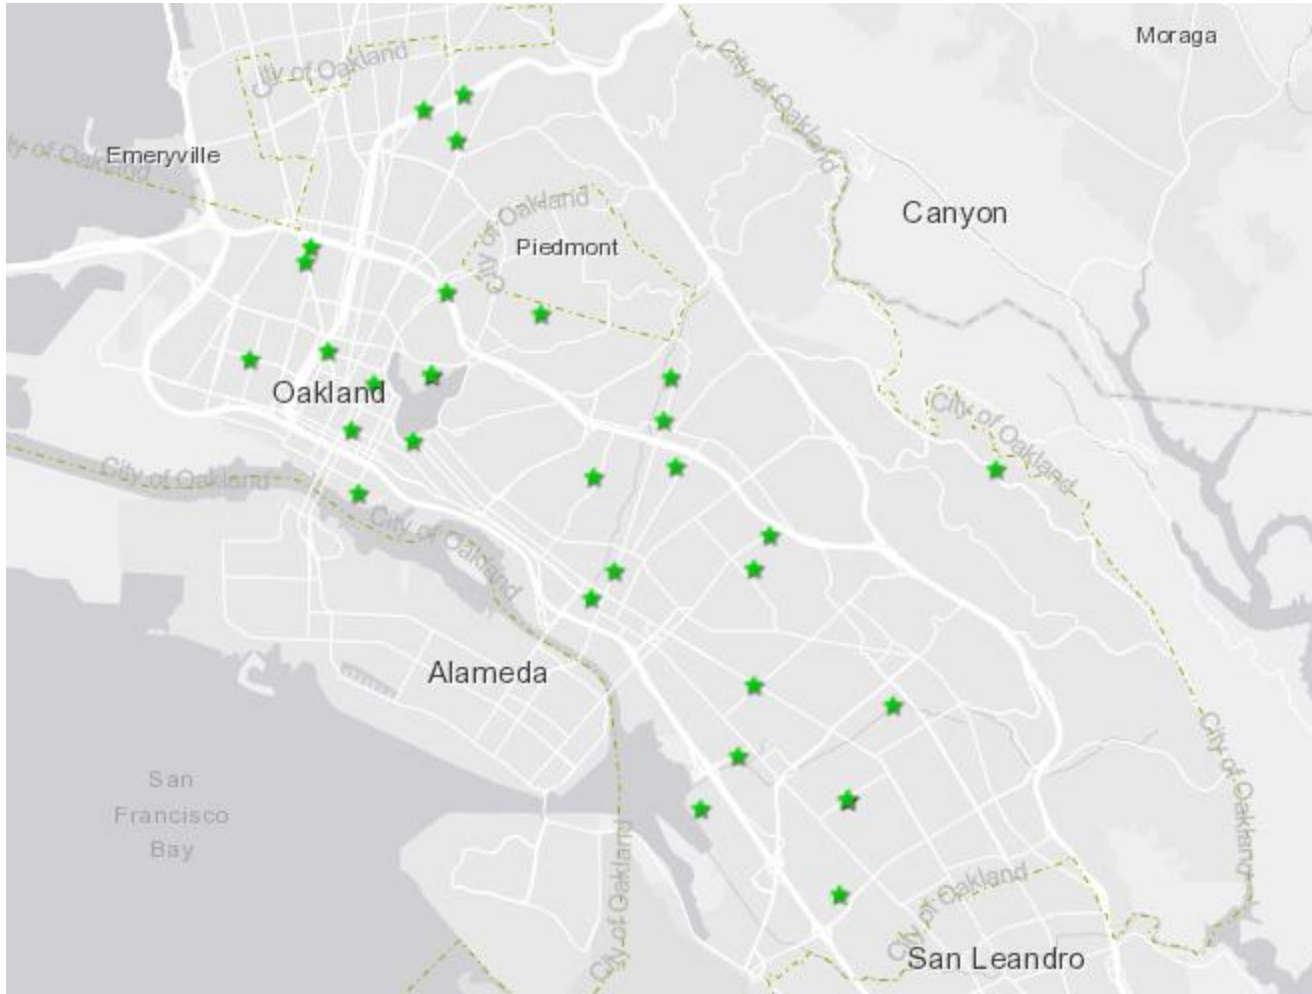 Moraga
City of Oakland
City of Oakland
ty of Oakland
Emeryville
City of Oakland
Canyon
Piedmont
Oakland
City of Oakland
City of Oakland
City of Oakland
Alameda
City of Oakland
San
Francisco
Bay
City of Oakland
City of Oakland
San Leandro